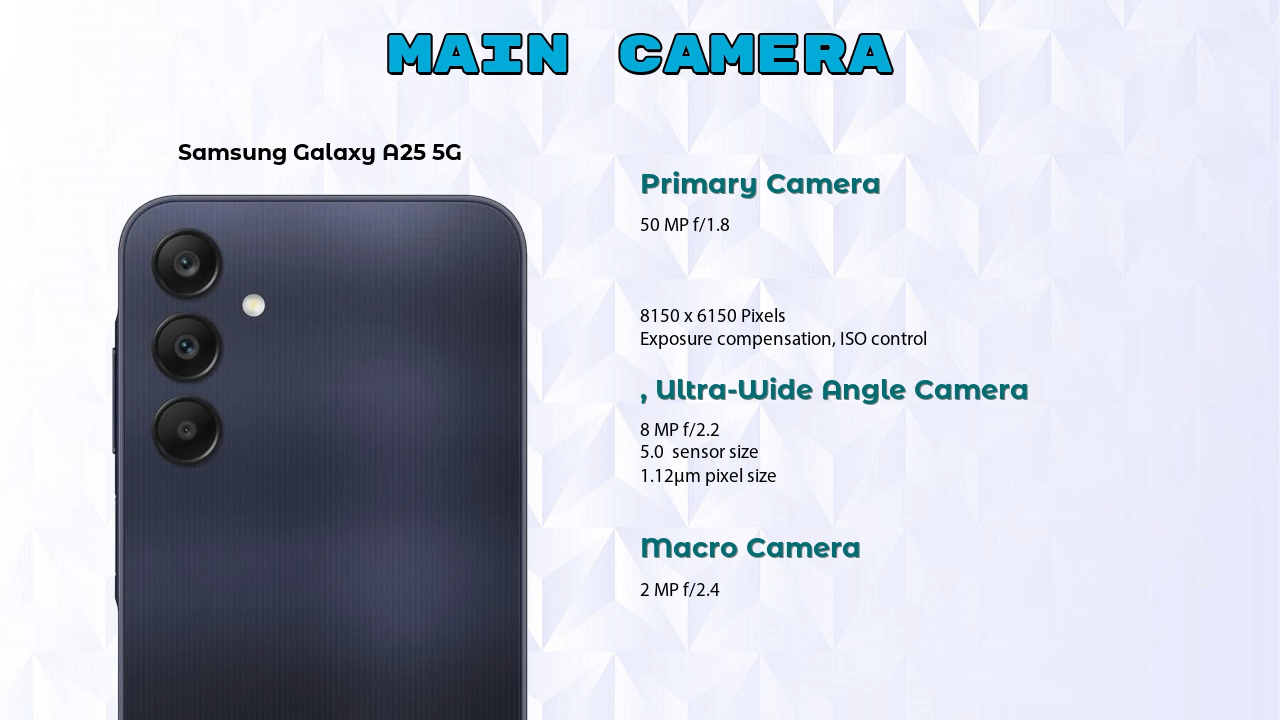 MAIN CAMERA
Samsung Galaxy A25 5G
Primary Camera
50 MP f/1.8
8150 x 6150 Pixels
Exposure compensation, ISO control
, Ultra-Wide Angle Camera
8 MP f/2.2
5.0  sensor size
1.12µm pixel size
Macro Camera
2 MP f/2.4